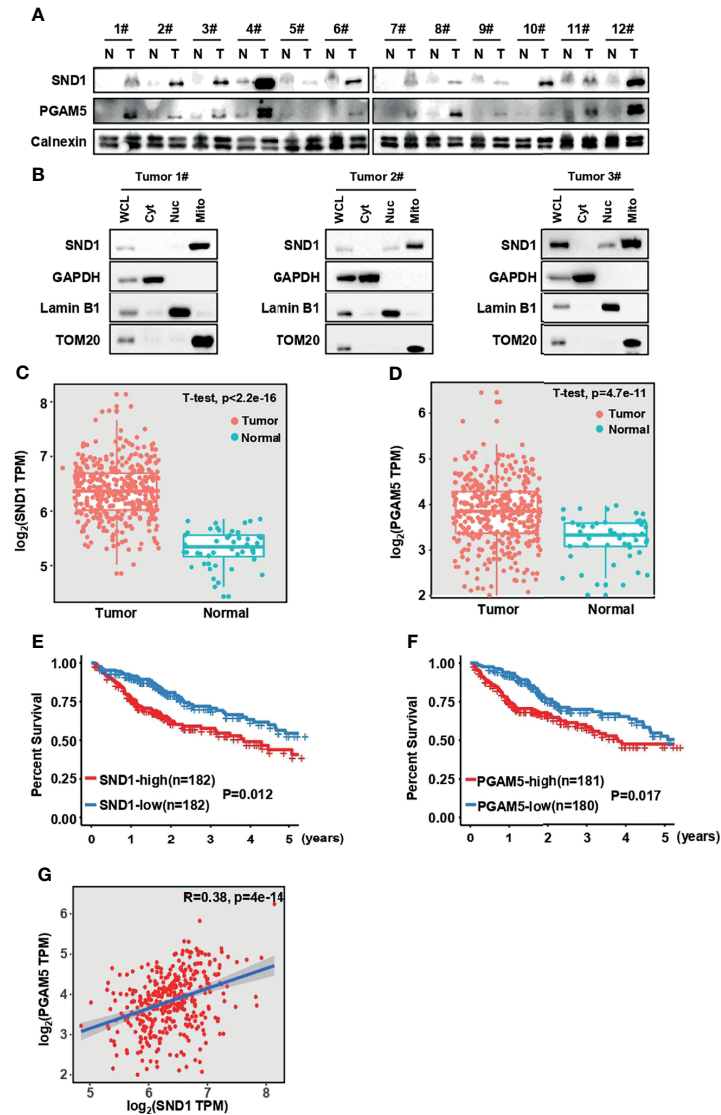 A
1# 2# 3# 4# 5# 6# 7# 8# 9# 10# 11# 12#
N T N T N T N T N T N T N T N T N T N T N T N T
SND1
PGAM5
Calnexin
B
Tumor 1# Tumor 2# Tumor 3#
WCL Cyt Nuc Mito WCL Cyt Nuc Mito WCL Cyt Nuc Mito
SND1 SND1 SND1
GAPDH GAPDH GAPDH
Lamin B1 Lamin B1 Lamin B1
TOM20 TOM20 TOM20
C
T-test, p<2.2e-16
Tumor
Normal
8
7
6
5
log2(SND1 TPM)
Tumor Normal
D
T-test, p=4.7e-11
Tumor
Normal
6
5
4
3
2
log2(PGAM5 TPM)
Tumor Normal
E
1.00
0.75
0.50
0.25
0.00
Percent Survival
SND1-high(n=182)
SND1-low(n=182)
P=0.012
0 1 2 3 4 5 (years)
F
1.00
0.75
0.50
0.25
0.00
Percent Survival
PGAM5-high(n=181)
PGAM5-low(n=180)
P=0.017
0 1 2 3 4 5 (years)
G
R=0.38, p=4e-14
6
5
4
3
2
log2(PGAM5 TPM)
5 6 7 8
log2(SND1 TPM)